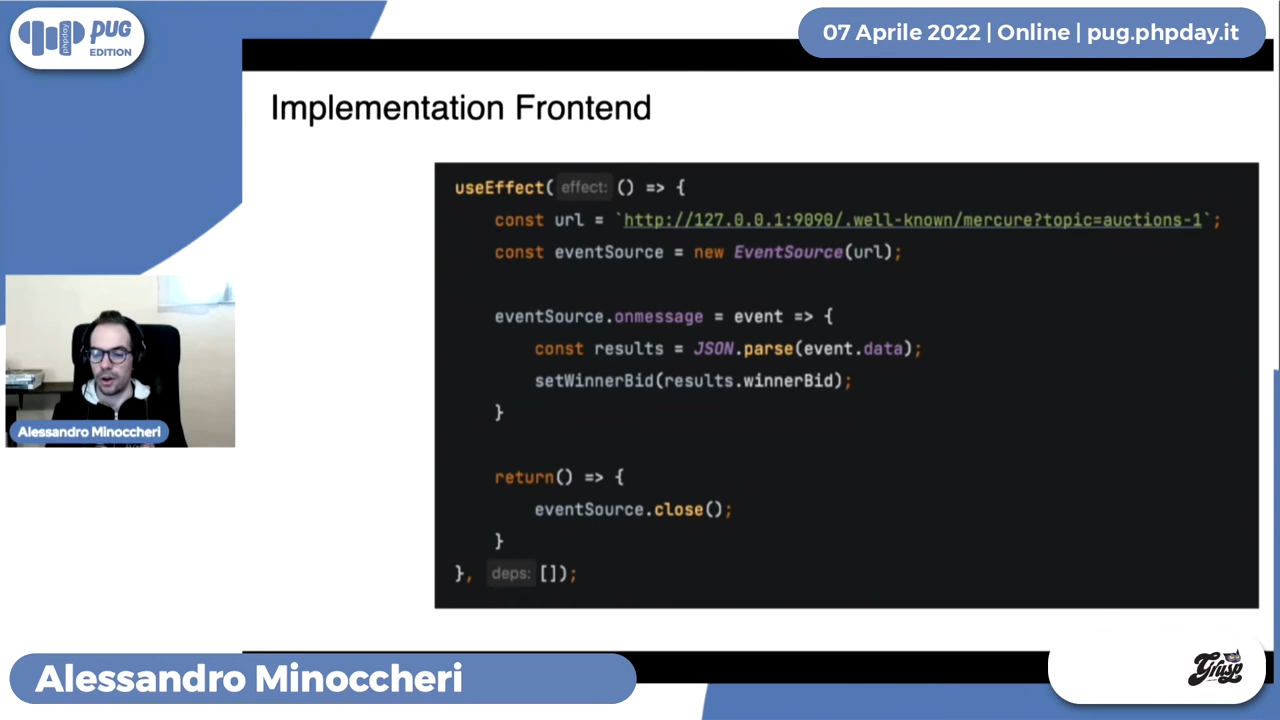 phpday
PUG
EDITION
07 Aprile 2022 | Online | pug.phpday.it
Implementation Frontend
useEffect( effect: () => {
const url = `http://127.0.0.1:9090/.well-known/mercure?topic=auctions-1`;
const eventSource = new EventSource(url);
eventSource.onmessage = event => {
const results = JSON.parse(event.data);
setWinnerBid(results.winnerBid);
}
return() => {
eventSource.close();
}
}, deps: []);
Alessandro Minoccheri
Alessandro Minoccheri
Grusp